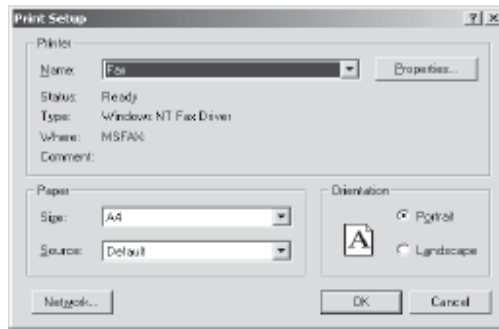 Print Setup
Printer
Name: Fax
Properties...
Status: Ready
Type: Windows NT Fax Driver
Where: MSFAX:
Comment:
Paper
Size: A4
Source: Default
Orientation
A
Portrait
Landscape
Network...
OK
Cancel